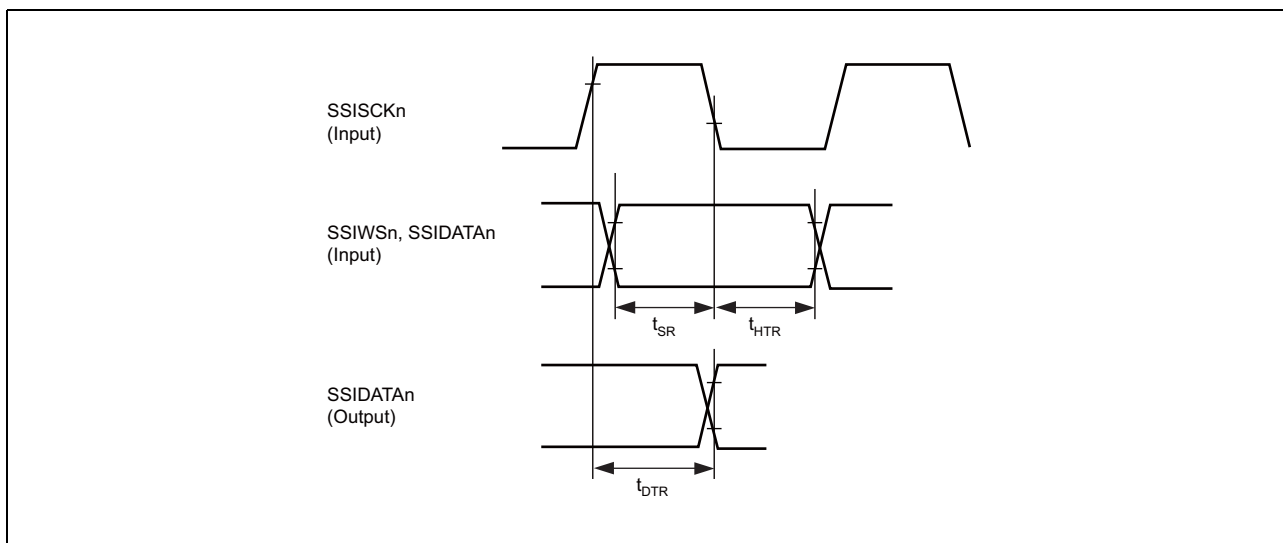 SSISCKn
(Input)
SSIWSn, SSIDATAn
(Input)
tSR
tHTR
SSIDATAn
(Output)
tDTR